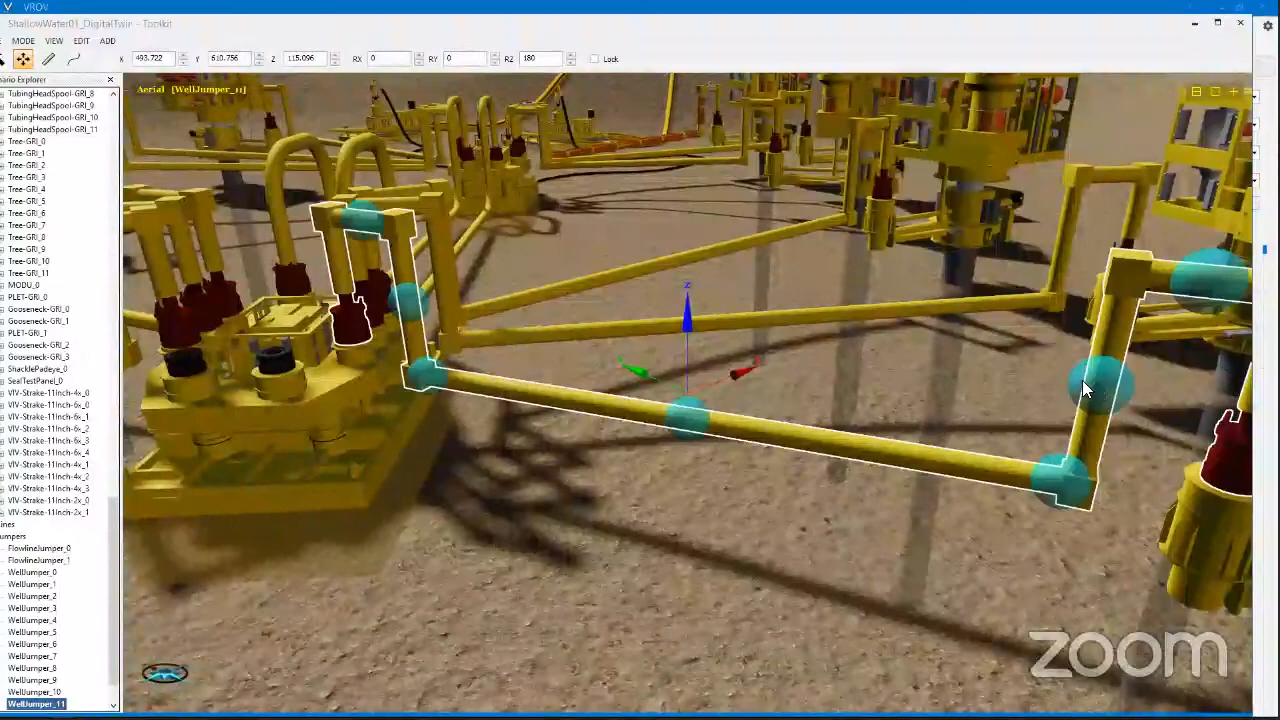 VROV
ShallowWater01_DigitalTwin - Toolkit
MODE VIEW EDIT ADD
X 493.722 Y 610.756 Z 115.096 RX 0 RY 0 RZ 180 Lock
nario Explorer
Aerial [WellJumper_11]
TubingHeadSpool-GRI_8
TubingHeadSpool-GRI_9
TubingHeadSpool-GRI_10
TubingHeadSpool-GRI_11
Tree-GRI_0
Tree-GRI_1
Tree-GRI_2
Tree-GRI_3
Tree-GRI_4
Tree-GRI_5
Tree-GRI_6
Tree-GRI_7
Tree-GRI_8
Tree-GRI_9
Tree-GRI_10
Tree-GRI_11
MODU_0
PLET-GRI_0
Gooseneck-GRI_0
Gooseneck-GRI_1
PLET-GRI_1
Gooseneck-GRI_2
Gooseneck-GRI_3
ShacklePadeye_0
SealTestPanel_0
VIV-Strake-11Inch-4x_0
VIV-Strake-11Inch-6x_0
VIV-Strake-11Inch-6x_1
VIV-Strake-11Inch-6x_2
VIV-Strake-11Inch-6x_3
VIV-Strake-11Inch-6x_4
VIV-Strake-11Inch-4x_1
VIV-Strake-11Inch-4x_2
VIV-Strake-11Inch-4x_3
VIV-Strake-11Inch-2x_0
VIV-Strake-11Inch-2x_1
ines
umpers
FlowlineJumper_0
FlowlineJumper_1
WellJumper_0
WellJumper_1
WellJumper_2
WellJumper_3
WellJumper_4
WellJumper_5
WellJumper_6
WellJumper_7
WellJumper_8
WellJumper_9
WellJumper_10
WellJumper_11
z
zoom